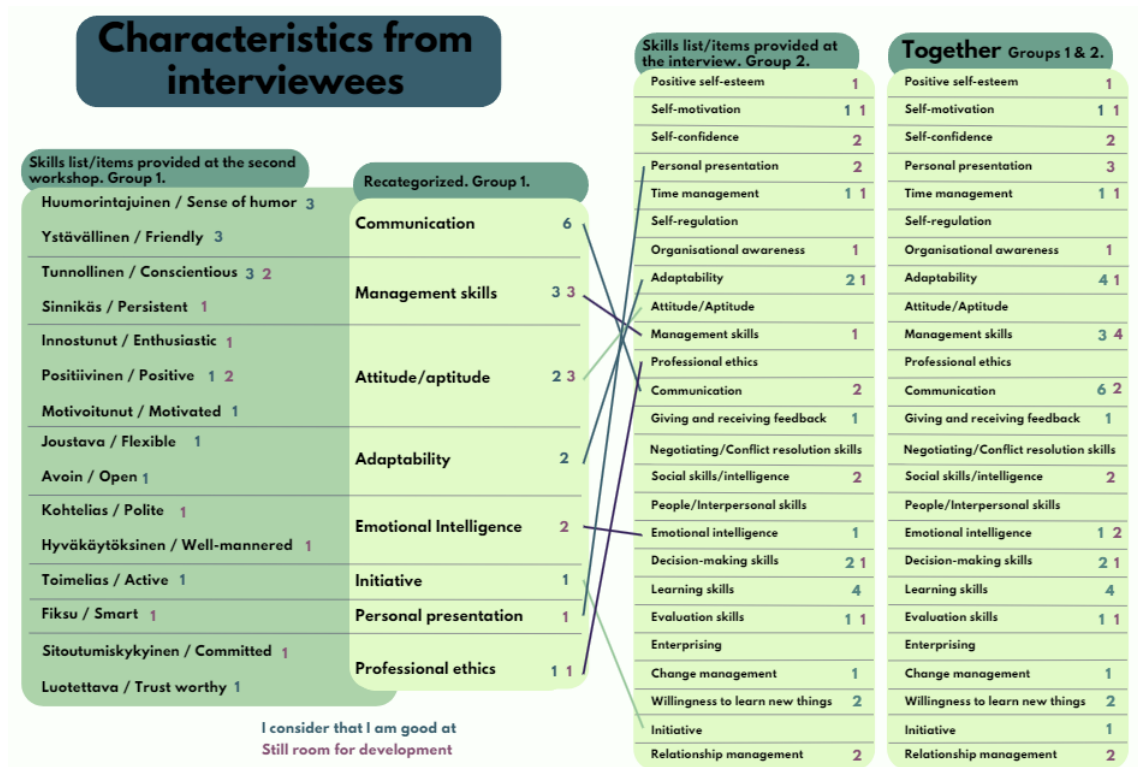 Characteristics from
interviewees
Skills list/items provided at the second
workshop. Group 1.
Huumorintajuinen / Sense of humor 3
Ystävällinen / Friendly 3
Tunnollinen / Conscientious 3 2
Sinnikäs / Persistent 1
Innostunut / Enthusiastic 1
Positiivinen / Positive 1 2
Motivoitunut / Motivated 1
Joustava / Flexible 1
Avoin / Open 1
Kohtelias / Polite 1
Hyväkäytöksinen / Well-mannered 1
Toimelias / Active 1
Fiksu / Smart 1
Sitoutumiskykyinen / Committed 1
Luotettava / Trust worthy 1
Recategorized. Group 1.
Communication 6
Management skills 3 3
Attitude/aptitude 2 3
Adaptability 2
Emotional Intelligence 2
Initiative 1
Personal presentation 1
Professional ethics 1 1
I consider that I am good at
Still room for development
Skills list/items provided at
the interview. Group 2.
Positive self-esteem 1
Self-motivation 1 1
Self-confidence 2
Personal presentation 2
Time management 1 1
Self-regulation
Organisational awareness 1
Adaptability 2 1
Attitude/Aptitude
Management skills 1
Professional ethics
Communication 2
Giving and receiving feedback 1
Negotiating/Conflict resolution skills
Social skills/intelligence 2
People/Interpersonal skills
Emotional intelligence 1
Decision-making skills 2 1
Learning skills 4
Evaluation skills 1 1
Enterprising
Change management 1
Willingness to learn new things 2
Initiative
Relationship management 2
Together Groups 1 & 2.
Positive self-esteem 1
Self-motivation 1 1
Self-confidence 2
Personal presentation 3
Time management 1 1
Self-regulation
Organisational awareness 1
Adaptability 4 1
Attitude/Aptitude
Management skills 3 4
Professional ethics
Communication 6 2
Giving and receiving feedback 1
Negotiating/Conflict resolution skills
Social skills/intelligence 2
People/Interpersonal skills
Emotional intelligence 1 2
Decision-making skills 2 1
Learning skills 4
Evaluation skills 1 1
Enterprising
Change management 1
Willingness to learn new things 2
Initiative 1
Relationship management 2